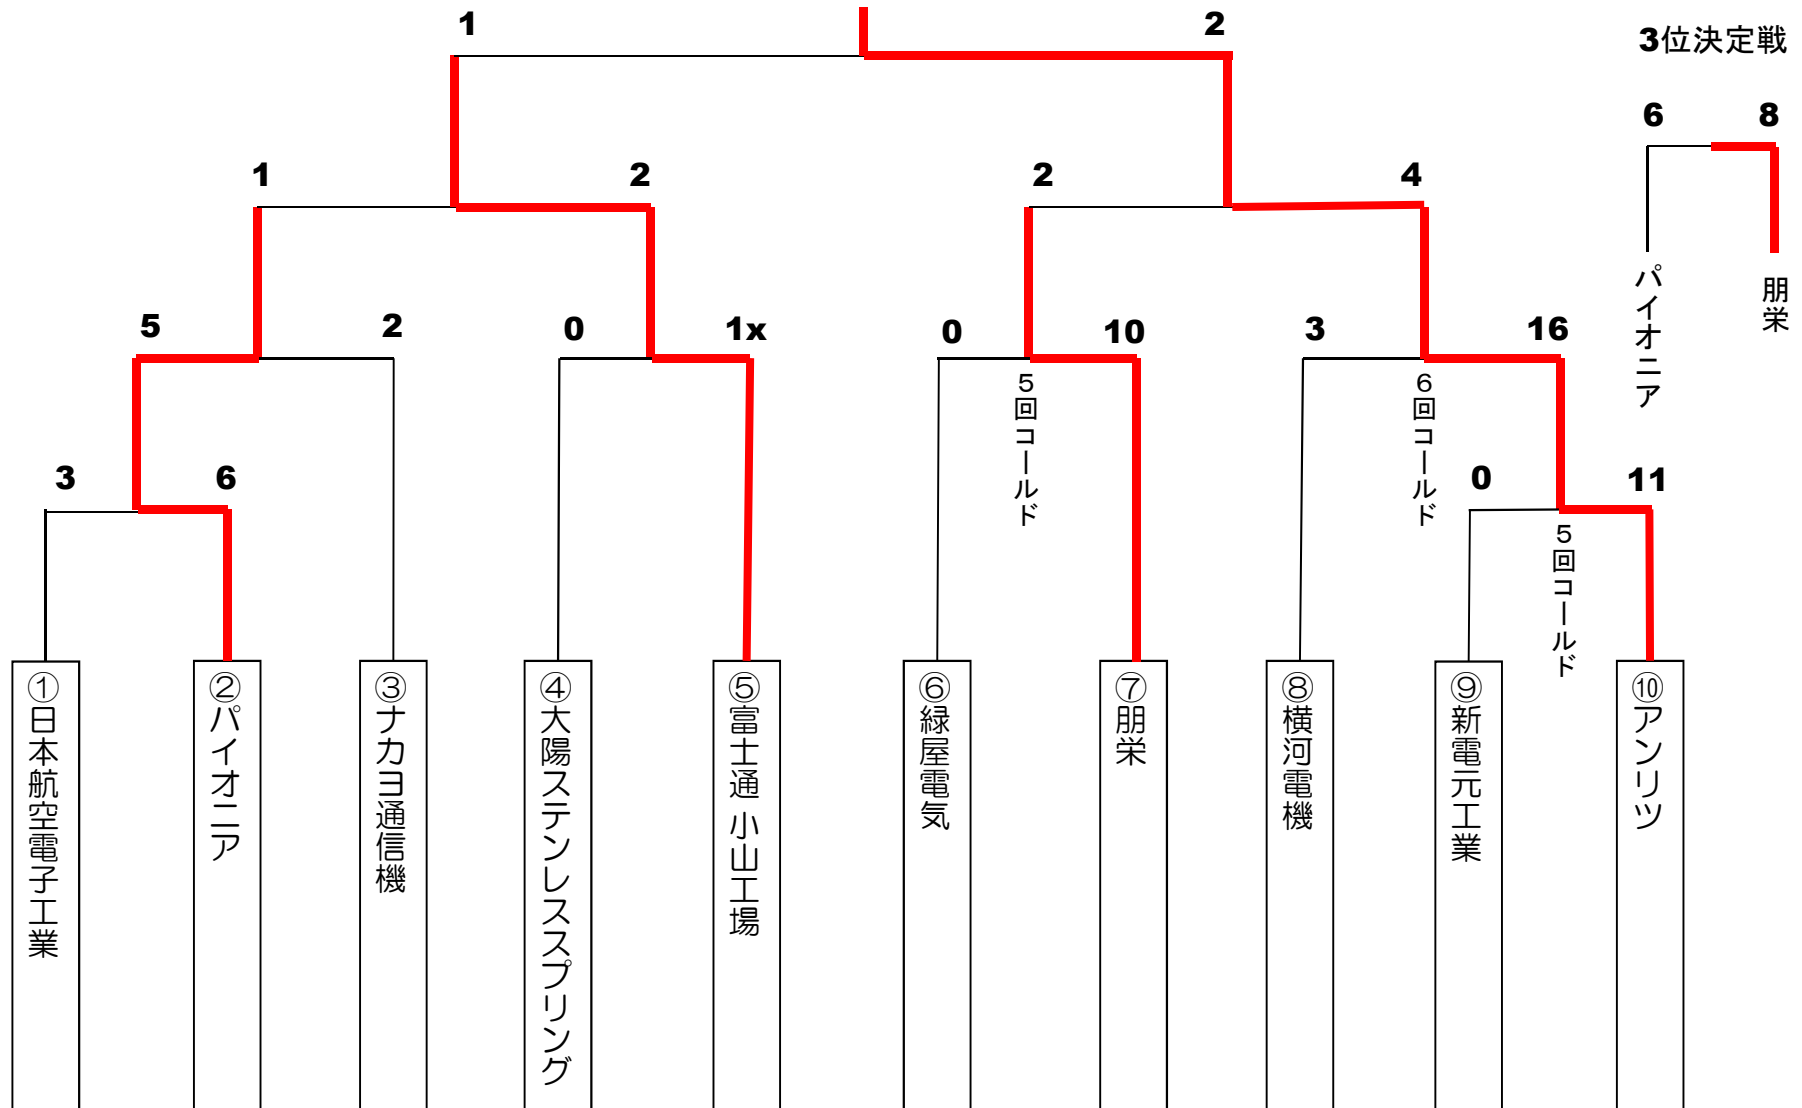 1
2
3位決定戦
6
8
1
2
2
4
パイオニア
朋栄
5
2
0
1x
0
10
3
16
5回コールド
6回コールド
3
6
0
11
5回コールド
①日本航空電子工業
②パイオニア
③ナカヨ通信機
④大陽ステンレススプリング
⑤富士通 小山工場
⑥緑屋電気
⑦朋栄
⑧横河電機
⑨新電元工業
⑩アンリツ